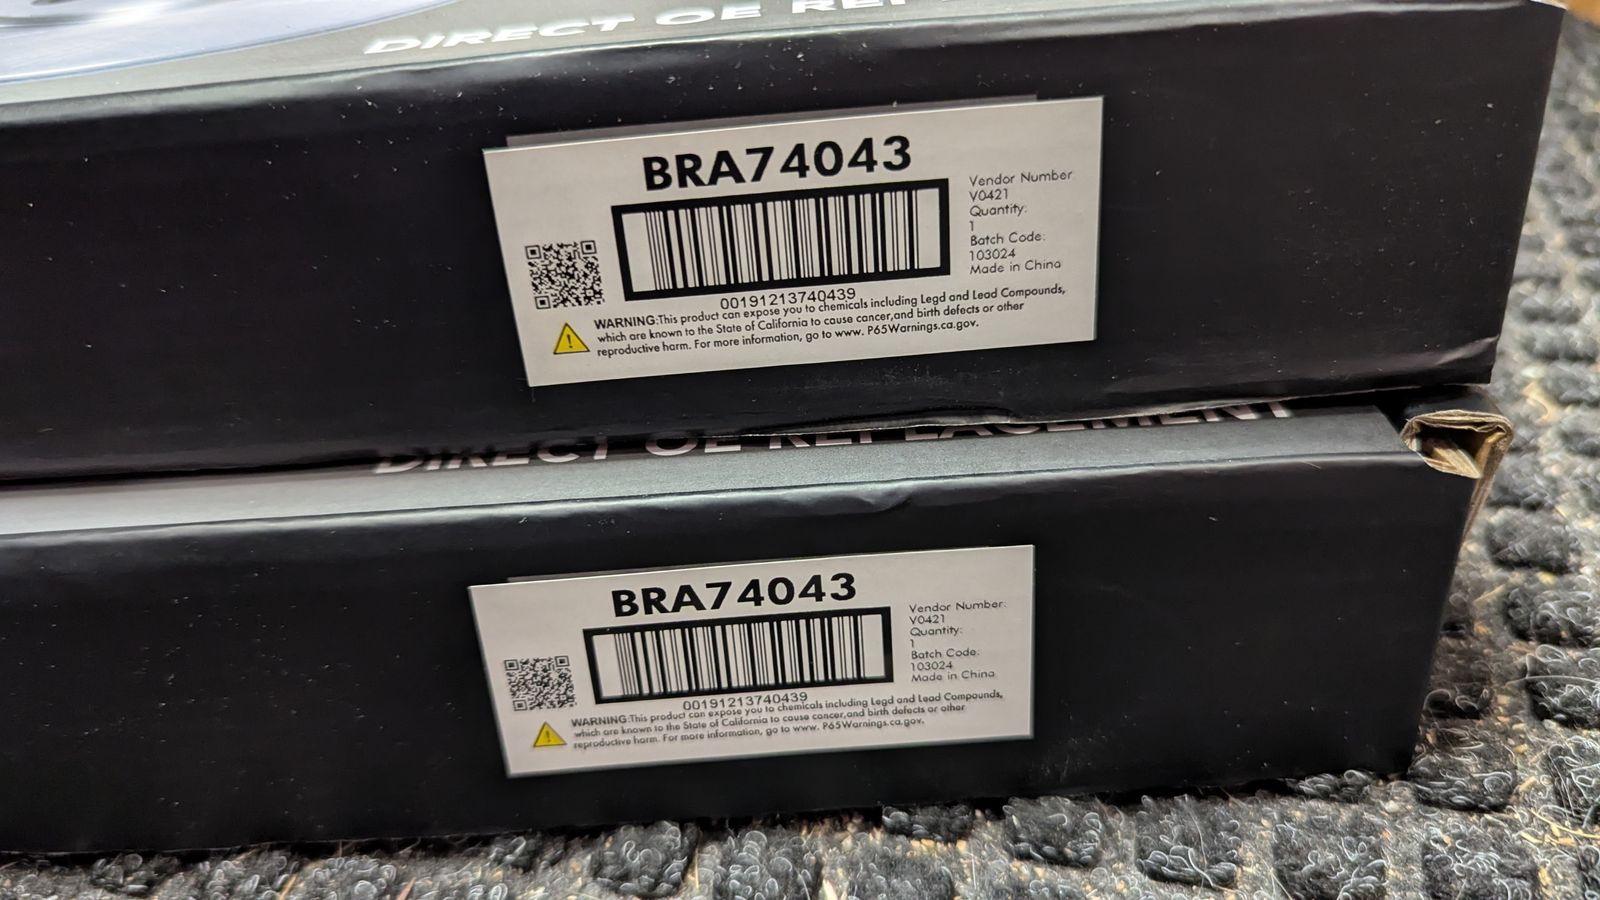 DIRECT OE
BRA74043
Vendor Number:
V0421
Quantity:
1
Batch Code:
103024
Made in China
00191213740439
WARNING:This product can expose you to chemicals including Legd and Lead Compounds,
which are known to the State of California to cause cancer,and birth defects or other
reproductive harm. For more information, go to www. P65Warnings.ca.gov.
DIRECT OE REPLACEMENT
BRA74043
Vendor Number:
V0421
Quantity:
1
Batch Code:
103024
Made in China
00191213740439
WARNING:This product can expose you to chemicals including Legd and Lead Compounds,
which are known to the State of California to cause cancer,and birth defects or other
reproductive harm. For more information, go to www. P65Warnings.ca.gov.